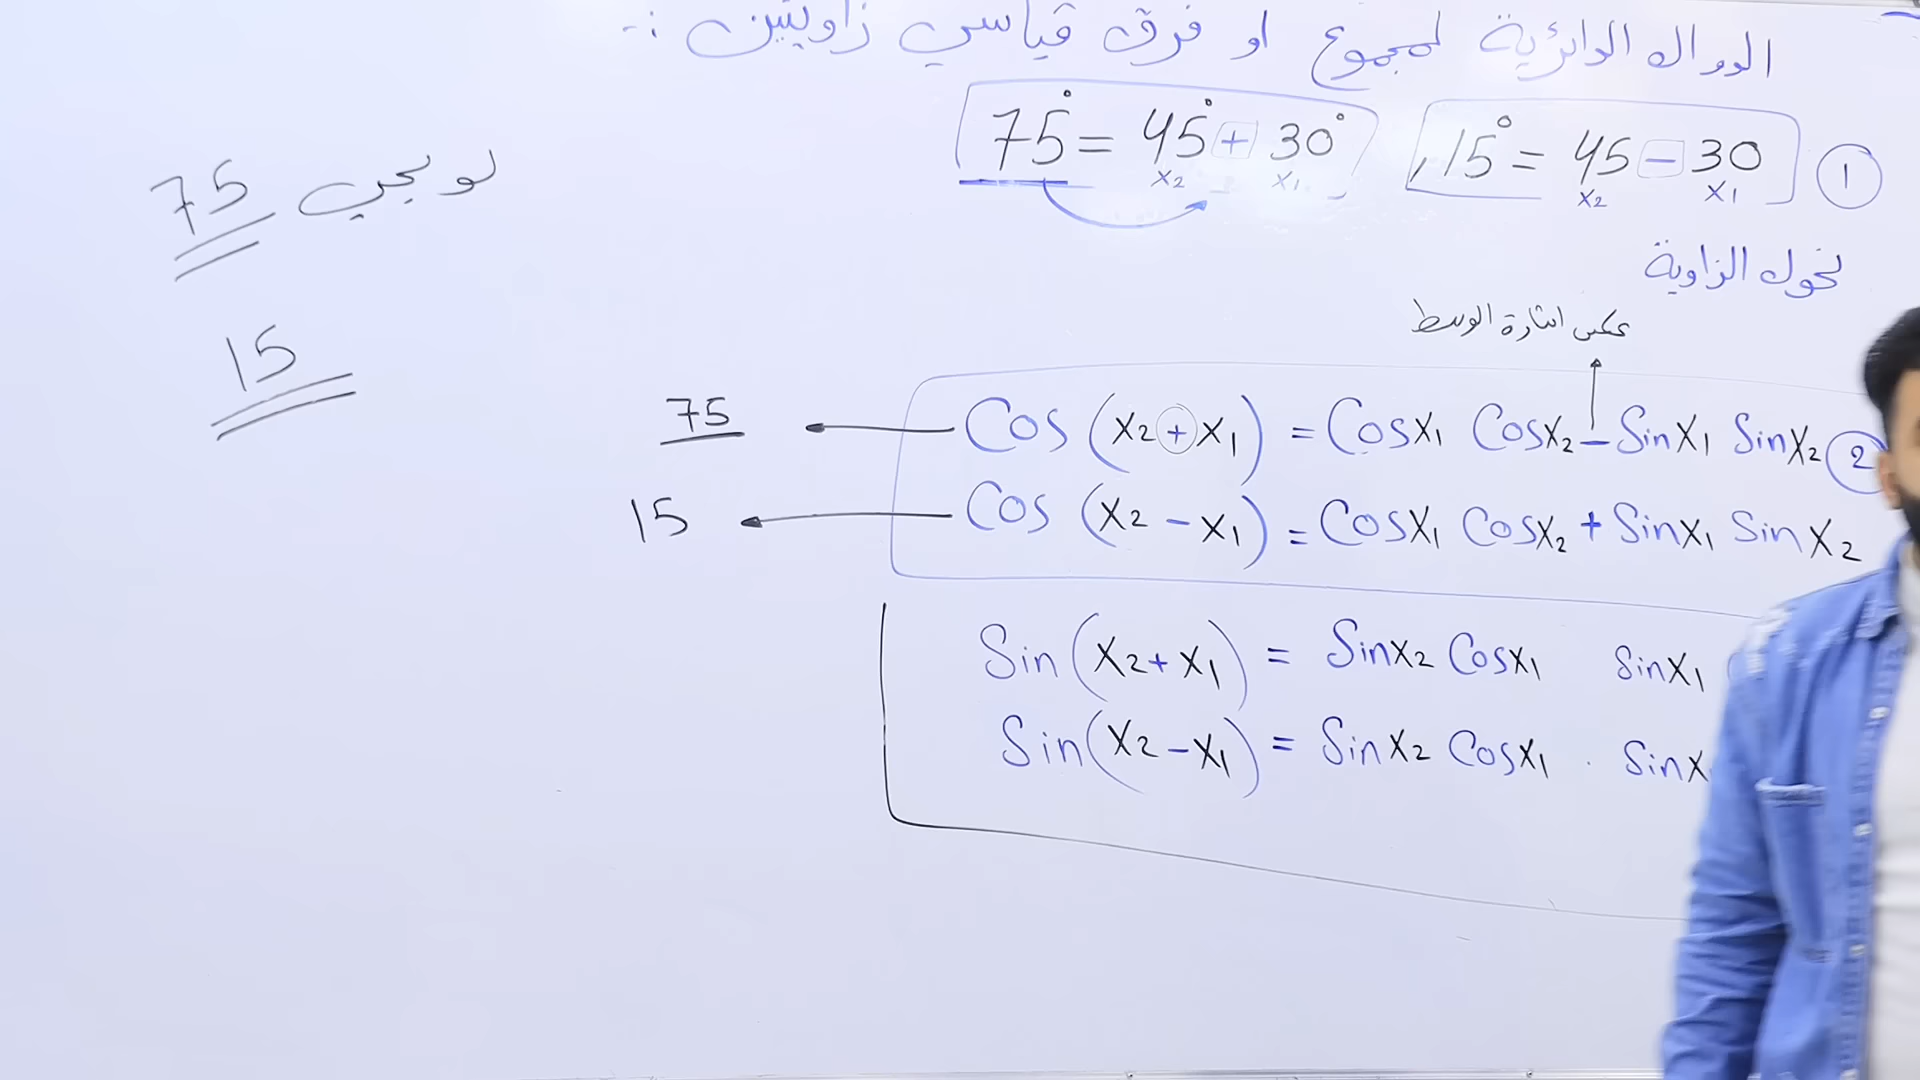 الدوال الدائرية لمجموع او فرق قياسي زاويتين :-
① 15° = 45 - 30
x2 x1
75° = 45° + 30°
x2 x1
لو يجي 75
15
نحول الزاوية
عكس اشارة الوسط
75 Cos (x2 + x1) = Cosx1 Cosx2 - Sinx1 Sinx2 ②
15 Cos (x2 - x1) = Cosx1 Cosx2 + Sinx1 Sinx2
Sin (x2 + x1) = Sinx2 Cosx1 Sinx1
Sin (x2 - x1) = Sinx2 Cosx1 Sinx